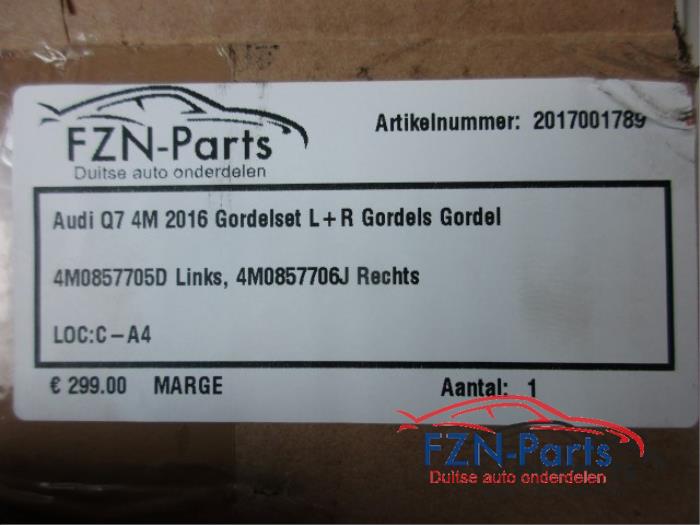 FZN-Parts
Duitse auto onderdelen
Artikelnummer: 2017001789
Audi Q7 4M 2016 Gordelset L+R Gordels Gordel
4M0857705D Links, 4M0857706J Rechts
LOC:C-A4
€ 299.00 MARGE
Aantal: 1
FZN-Parts
Duitse auto onderdelen